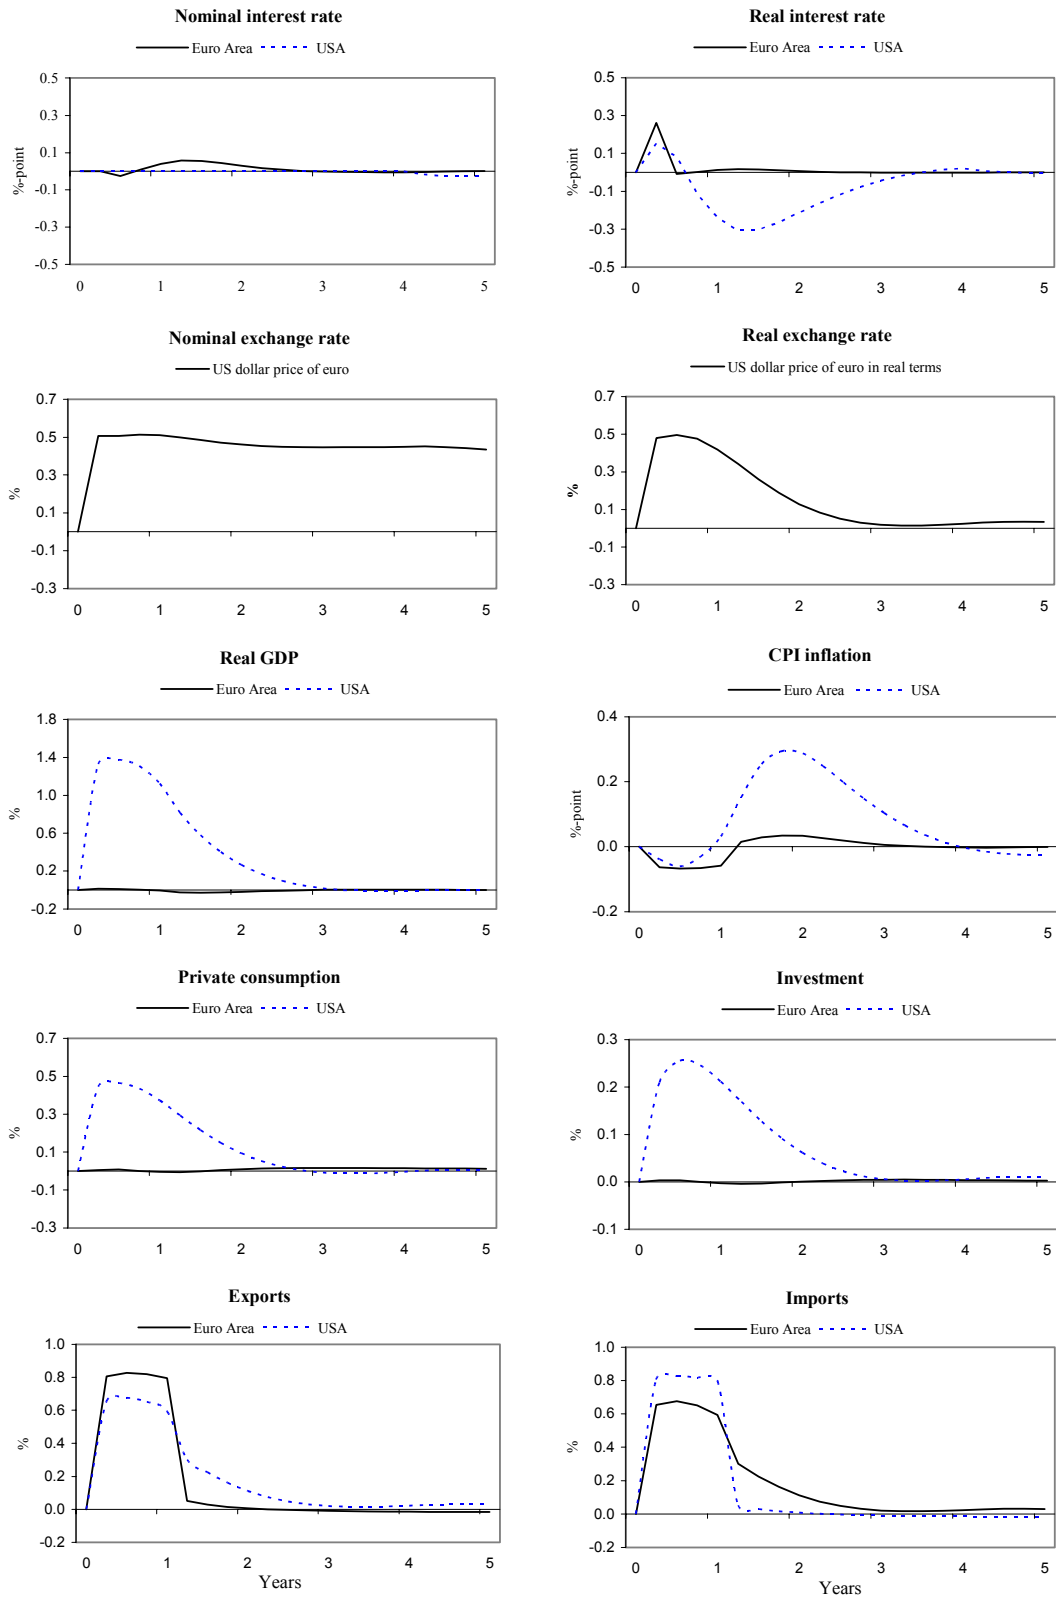 Nominal interest rate
Euro Area USA
0.5
0.3
0.1
-0.1
-0.3
-0.5
%-point
0 1 2 3 4 5
Real interest rate
Euro Area USA
0.5
0.3
0.1
-0.1
-0.3
-0.5
%-point
0 1 2 3 4 5
Nominal exchange rate
US dollar price of euro
0.7
0.5
0.3
0.1
-0.1
-0.3
%
0 1 2 3 4 5
Real exchange rate
US dollar price of euro in real terms
0.7
0.5
0.3
0.1
-0.1
-0.3
%
0 1 2 3 4 5
Real GDP
Euro Area USA
1.8
1.4
1.0
0.6
0.2
-0.2
%
0 1 2 3 4 5
CPI inflation
Euro Area USA
0.4
0.2
0.0
-0.2
%-point
0 1 2 3 4 5
Private consumption
Euro Area USA
0.7
0.5
0.3
0.1
-0.1
-0.3
%
0 1 2 3 4 5
Investment
Euro Area USA
0.3
0.2
0.1
0.0
-0.1
%
0 1 2 3 4 5
Exports
Euro Area USA
1.0
0.8
0.6
0.4
0.2
0.0
-0.2
%
0 1 2 3 4 5
Years
Imports
Euro Area USA
1.0
0.8
0.6
0.4
0.2
0.0
-0.2
%
0 1 2 3 4 5
Years